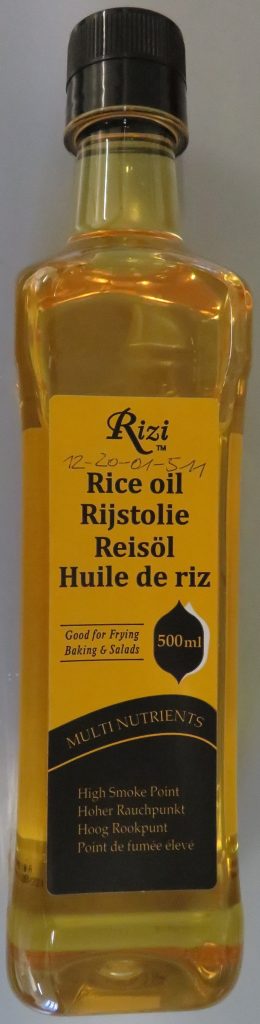 Rizi
TM
12-20-01-511
Rice oil
Rijstolie
Reisöl
Huile de riz
Good for Frying
Baking & Salads
500ml
MULTI NUTRIENTS
High Smoke Point
Hoher Rauchpunkt
Hoog Rookpunt
Point de fumée élevé